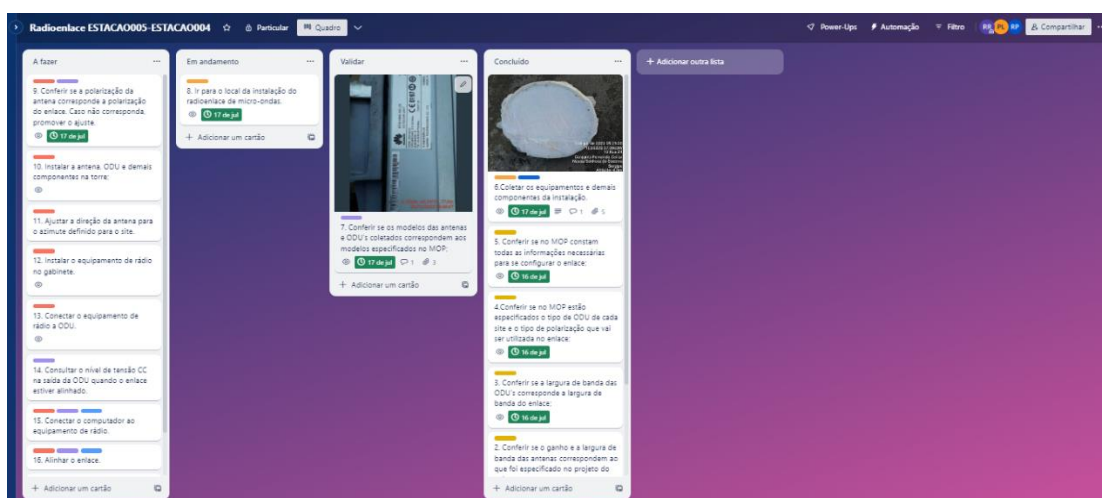 Radioenlace ESTACAO005-ESTACAO004
Particular
Quadro
Power-Ups
Automação
Filtro
RP
Compartilhar
A fazer
9. Conferir se a polarização da
antena corresponde a polarização
do enlace. Caso não corresponda,
promover o ajuste.
17 de jul
10. Instalar a antena, ODU e demais
componentes na torre:
11. Ajustar a direção da antena para
o azimute definido para o site.
12. Instalar o equipamento de rádio
no gabinete.
13. Conectar o equipamento de
rádio a ODU.
14. Consultar o nível de tensão CC
na saída da ODU quando o enlace
estiver alinhado.
15. Conectar o computador ao
equipamento de rádio.
16. Alinhar o enlace.
+ Adicionar um cartão
Em andamento
8. Ir para o local da instalação do
radioenlace de micro-ondas.
17 de jul
+ Adicionar um cartão
Validar
7. Conferir se os modelos das antenas
e ODU's coletados correspondem aos
modelos especificados no MOP:
17 de jul
1
3
+ Adicionar um cartão
Concluído
6.Coletar os equipamentos e demais
componentes da instalação.
17 de jul
1
5
5. Conferir se no MOP constam
todas as informações necessárias
para se configurar o enlace:
16 de jul
4.Conferir se no MOP estão
especificados o tipo de ODU de cada
site e o tipo de polarização que vai
ser utilizada no enlace:
16 de jul
3. Conferir se a largura de banda das
ODU's corresponde a largura de
banda do enlace:
16 de jul
2. Conferir se o ganho e a largura de
banda das antenas correspondem ao
que foi especificado no projeto do
+ Adicionar um cartão
+ Adicionar outra lista